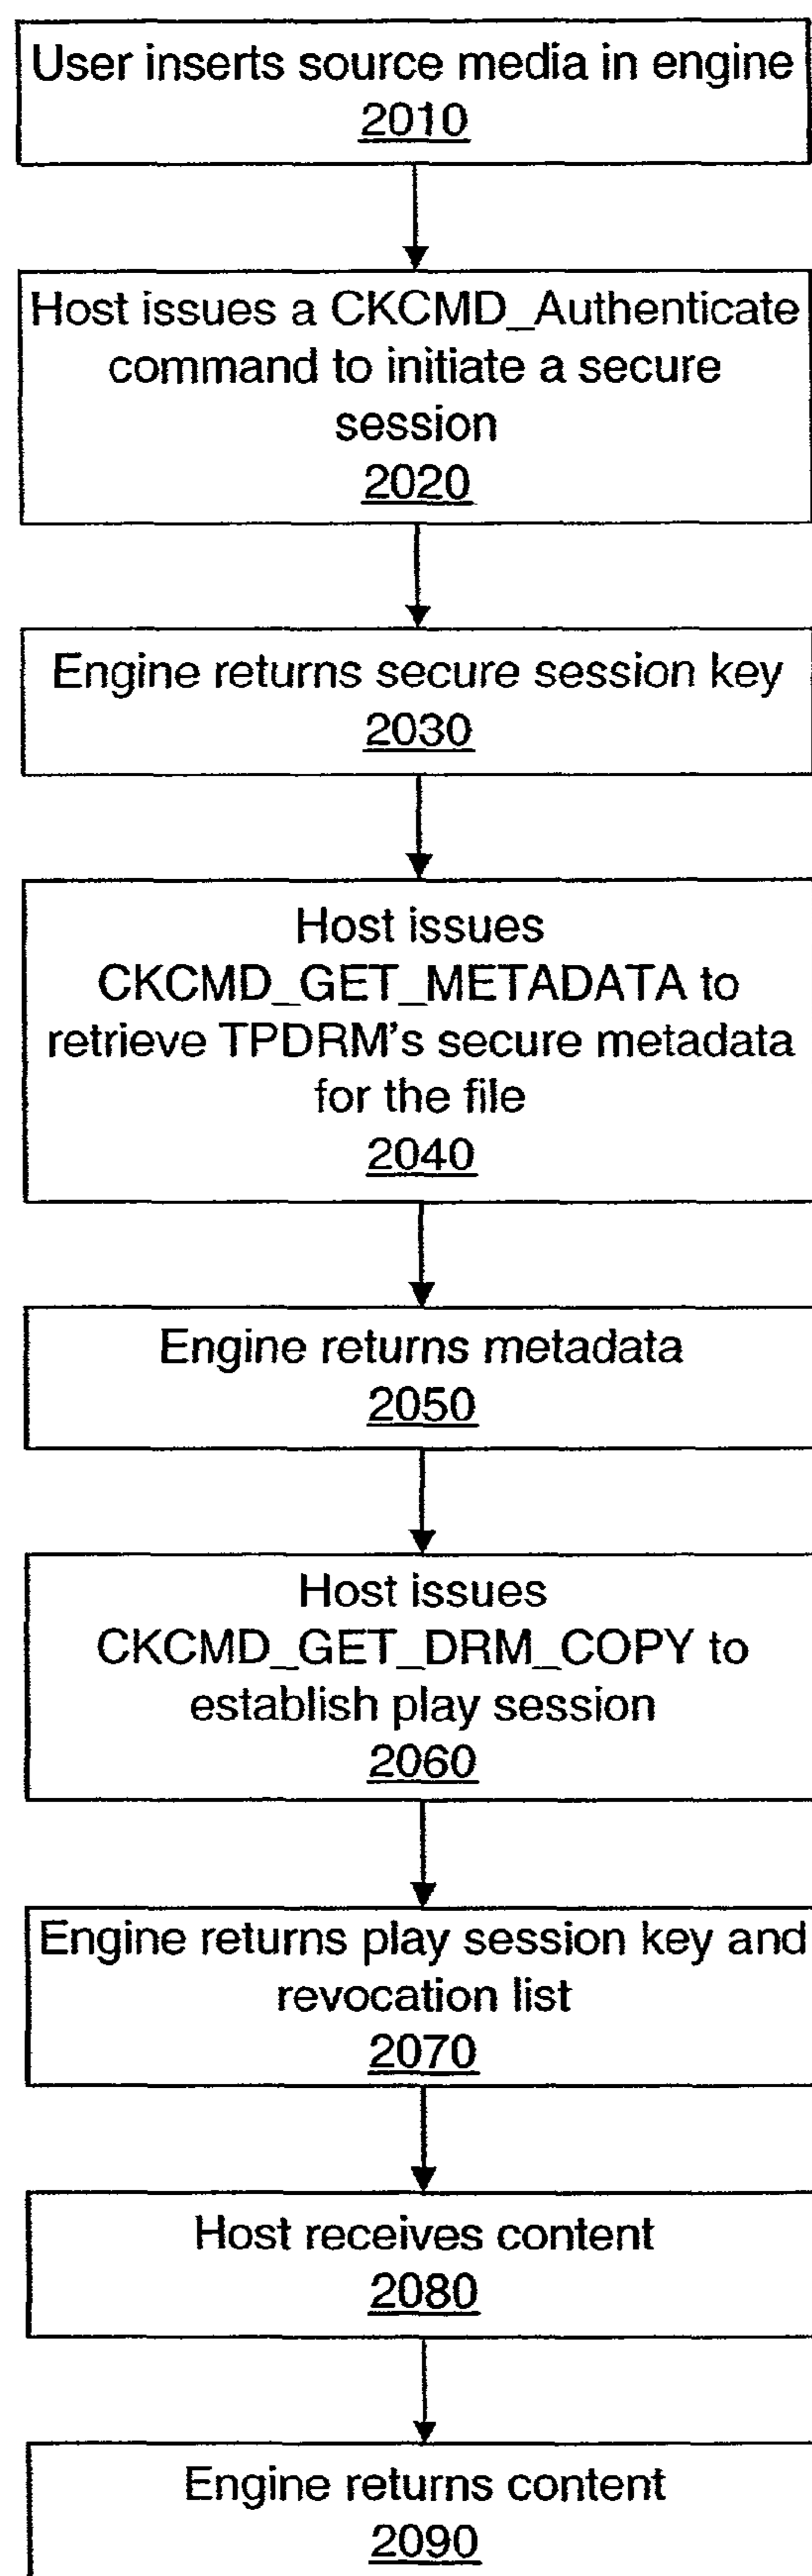 User inserts source media in engine
2010
Host issues a CKCMD_Authenticate
command to initiate a secure
session
2020
Engine returns secure session key
2030
Host issues
CKCMD_GET_METADATA to
retrieve TPDRM's secure metadata
for the file
2040
Engine returns metadata
2050
Host issues
CKCMD_GET_DRM_COPY to
establish play session
2060
Engine returns play session key and
revocation list
2070
Host receives content
2080
Engine returns content
2090